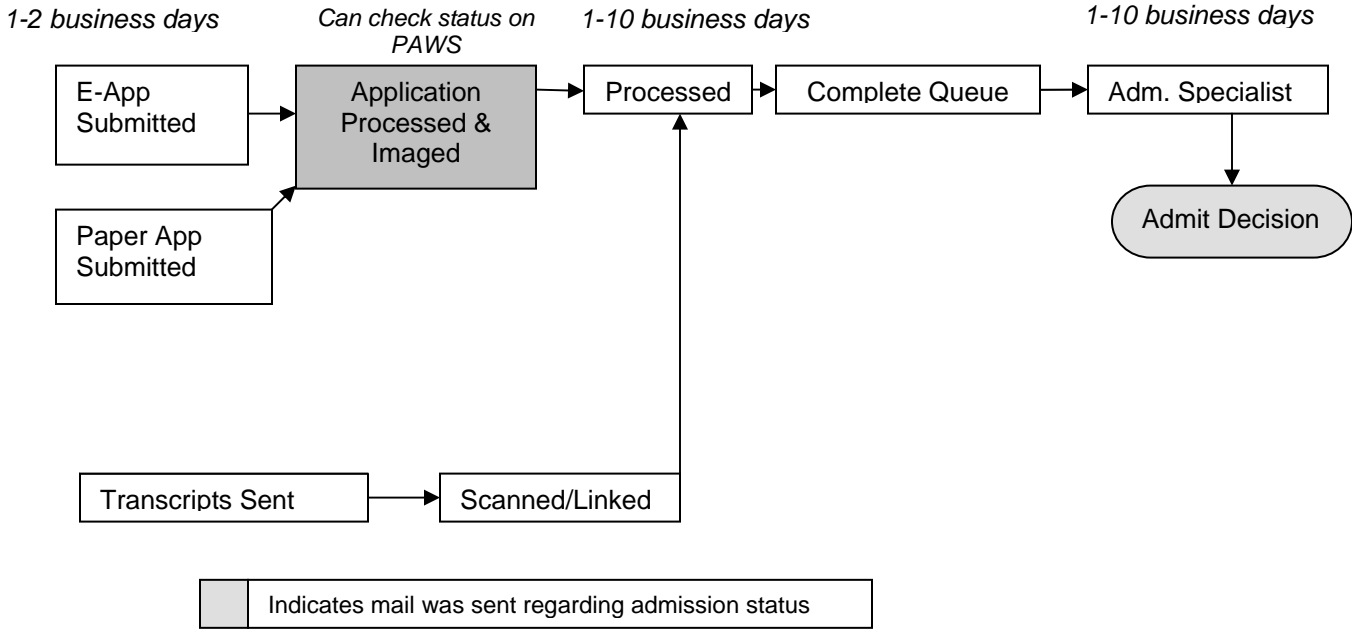 1-2 business days
Can check status on
PAWS
1-10 business days
1-10 business days
E-App
Submitted
Application
Processed &
Imaged
Processed
Complete Queue
Adm. Specialist
Paper App
Submitted
Admit Decision
Transcripts Sent
Scanned/Linked
Indicates mail was sent regarding admission status